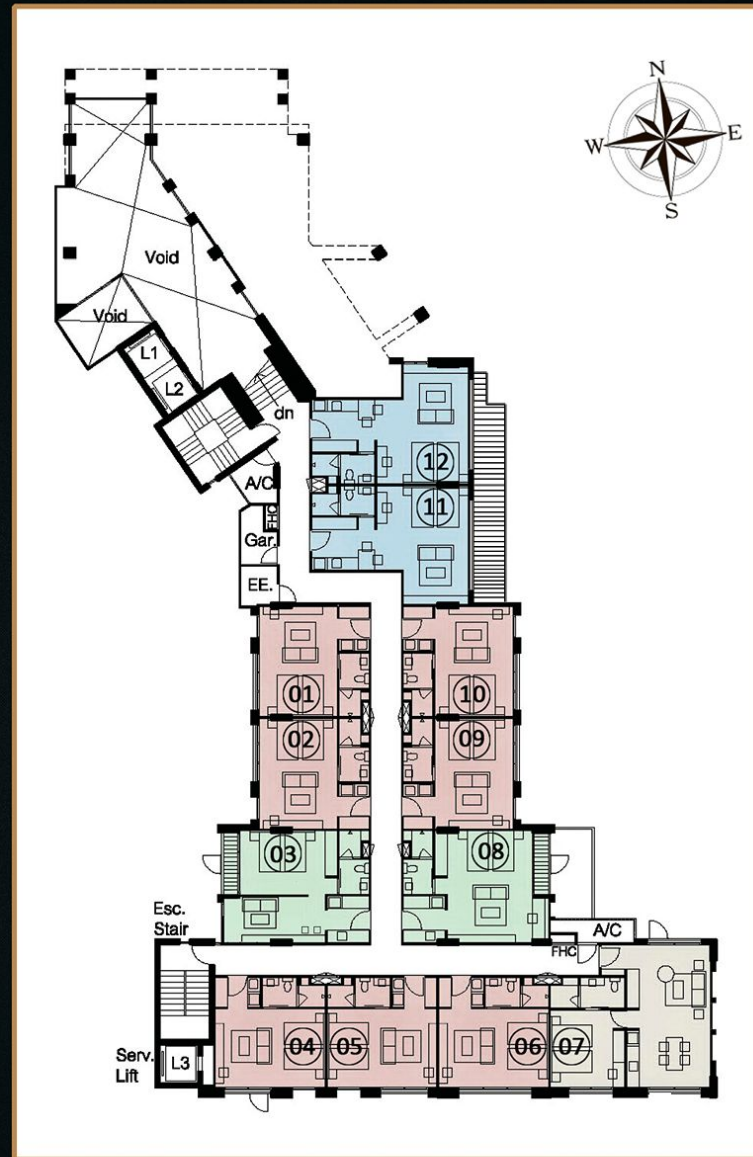 N
W
E
S
Void
Void
L1
L2
dn
A/C
FHC
Gar.
EE.
12
11
01
10
02
09
03
08
Esc.
Stair
A/C
FHC
04
05
06
07
Serv.
Lift
L3